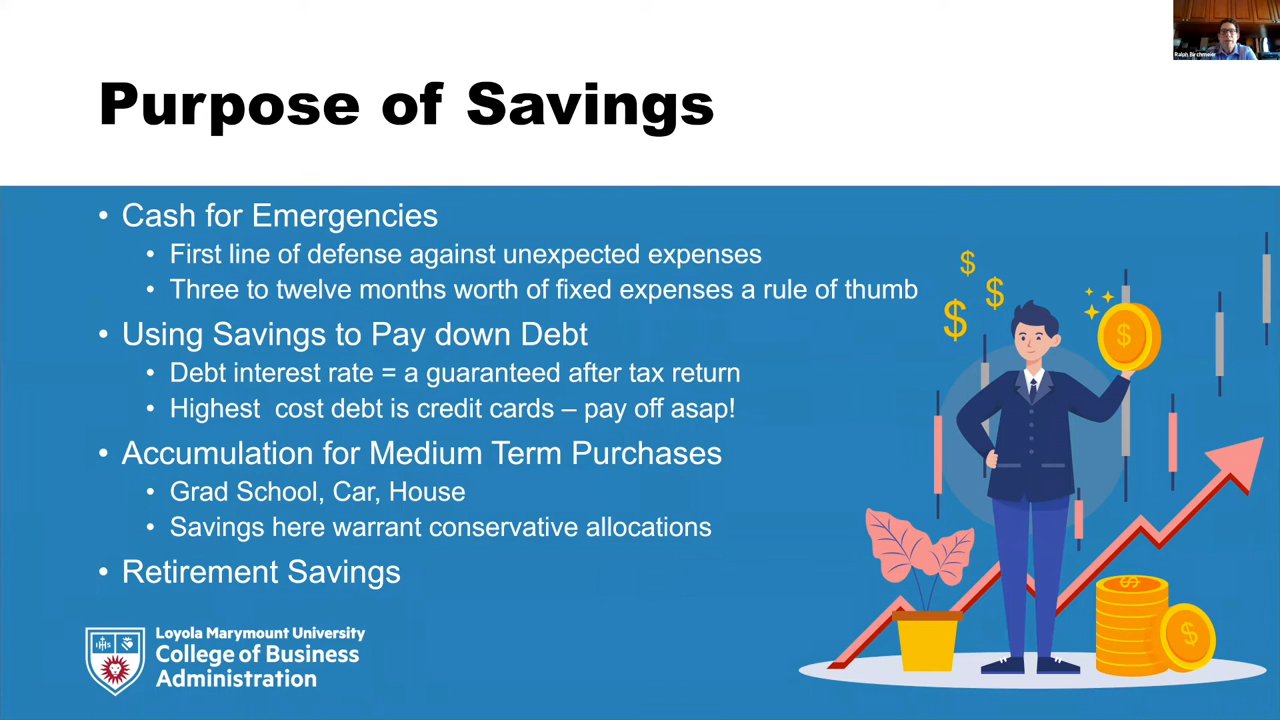 Ralph Birchmeier
Purpose of Savings
• Cash for Emergencies
• First line of defense against unexpected expenses
• Three to twelve months worth of fixed expenses a rule of thumb
• Using Savings to Pay down Debt
• Debt interest rate = a guaranteed after tax return
• Highest  cost debt is credit cards – pay off asap!
• Accumulation for Medium Term Purchases
• Grad School, Car, House
• Savings here warrant conservative allocations
• Retirement Savings
$
$
$
$
$
$
IHS
Loyola Marymount University
College of Business
Administration